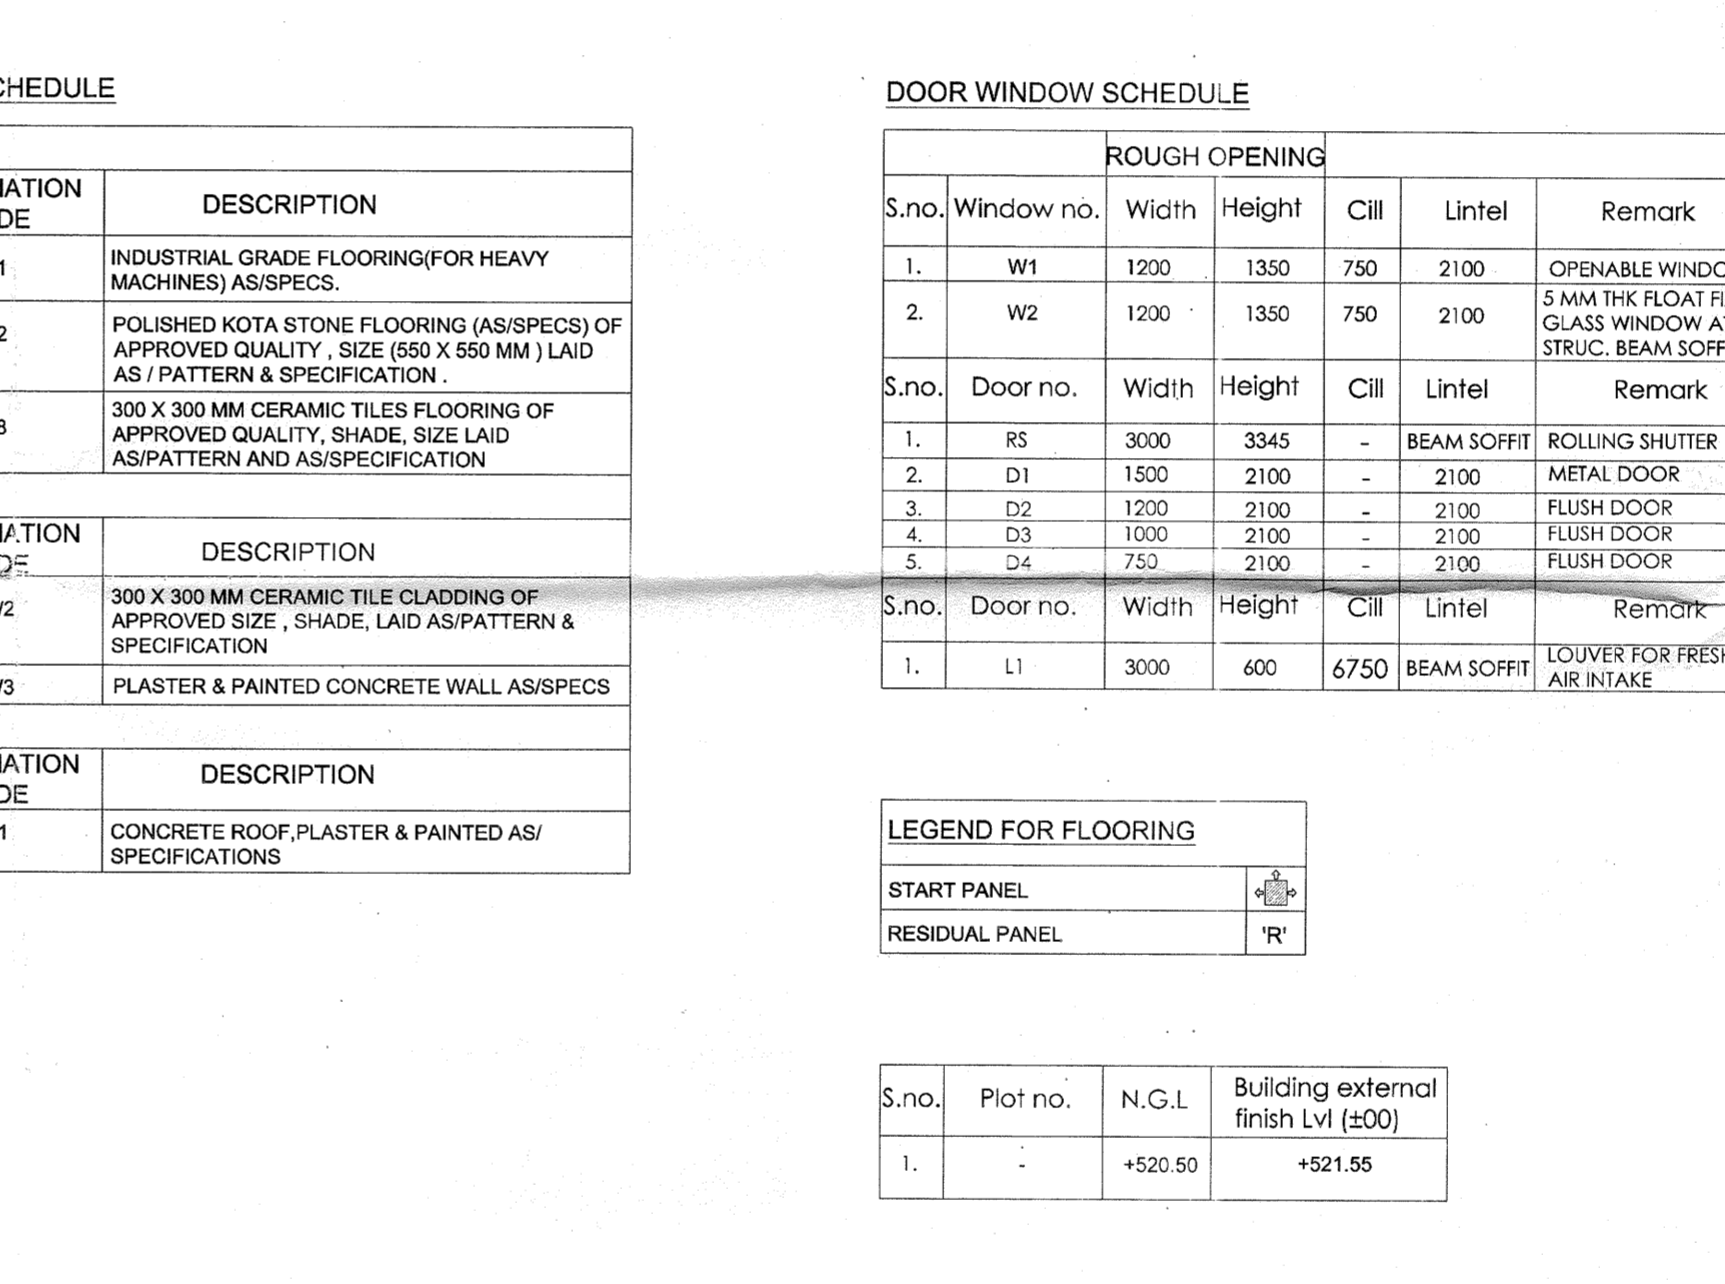 CHEDULE
DESCRIPTION
1
INDUSTRIAL GRADE FLOORING(FOR HEAVY
MACHINES) AS/SPECS.
2
POLISHED KOTA STONE FLOORING (AS/SPECS) OF
APPROVED QUALITY , SIZE (550 X 550 MM ) LAID
AS / PATTERN & SPECIFICATION .
300 X 300 MM CERAMIC TILES FLOORING OF
APPROVED QUALITY, SHADE, SIZE LAID
AS/PATTERN AND AS/SPECIFICATION
DESCRIPTION
/2
300 X 300 MM CERAMIC TILE CLADDING OF
APPROVED SIZE , SHADE, LAID AS/PATTERN &
SPECIFICATION
/3
PLASTER & PAINTED CONCRETE WALL AS/SPECS
DESCRIPTION
1
CONCRETE ROOF,PLASTER & PAINTED AS/
SPECIFICATIONS
DOOR WINDOW SCHEDULE
ROUGH OPENING
S.no. Window no. Width Height Cill Lintel Remark
1. W1 1200 1350 750 2100 OPENABLE WINDO
2. W2 1200 1350 750 2100 5 MM THK FLOAT
GLASS WINDOW
STRUC. BEAM SOFF
S.no. Door no. Width Height Cill Lintel Remark
1. RS 3000 3345 - BEAM SOFFIT ROLLING SHUTTER
2. D1 1500 2100 - 2100 METAL DOOR
3. D2 1200 2100 - 2100 FLUSH DOOR
4. D3 1000 2100 - 2100 FLUSH DOOR
5. D4 750 2100 - 2100 FLUSH DOOR
S.no. Door no. Width Height Cill Lintel Remark
1. L1 3000 600 6750 BEAM SOFFIT LOUVER FOR FRESH
AIR INTAKE
LEGEND FOR FLOORING
START PANEL
RESIDUAL PANEL 'R'
S.no. Plot no. N.G.L Building external
finish Lvl (±00)
1. - +520.50 +521.55